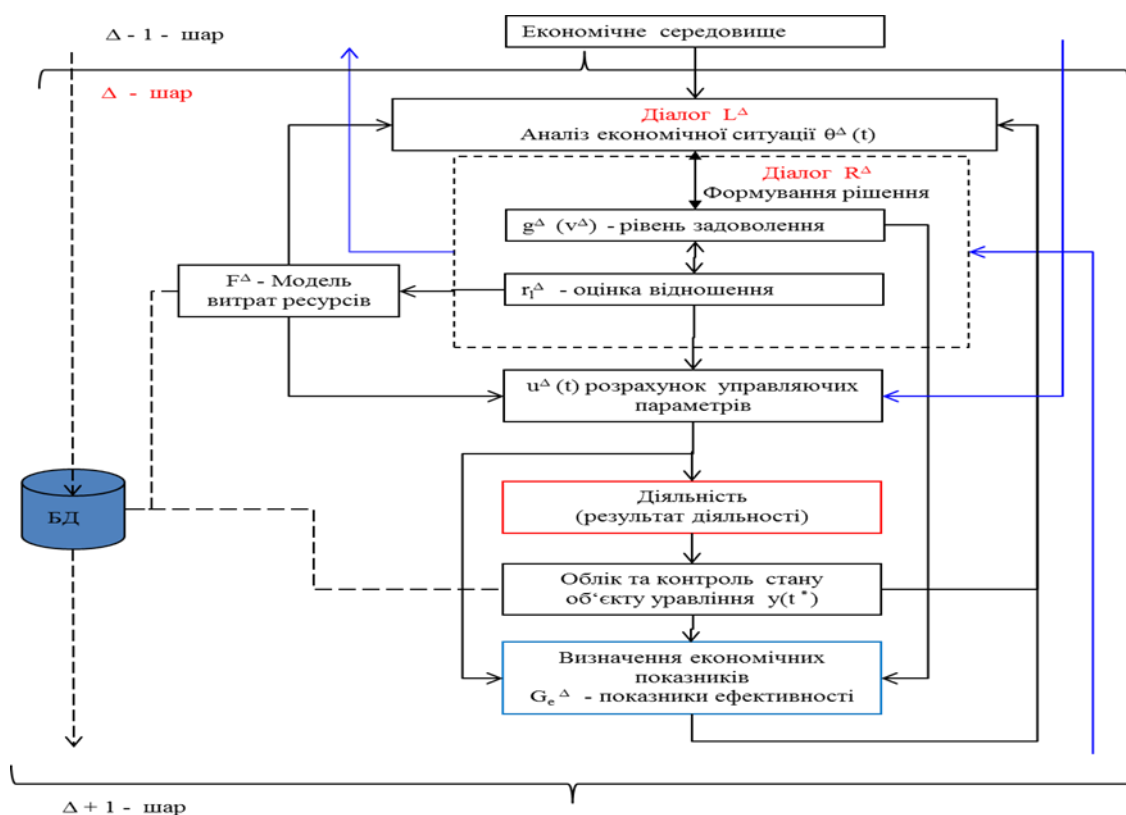 Δ - 1 - шар
Економічне середовище
Δ - шар
Діалог L^Δ
Аналіз економічної ситуації θ^Δ (t)
Діалог R^Δ
Формування рішення
g^Δ (v^Δ) - рівень задоволення
F^Δ - Модель
витрат ресурсів
r_l^Δ - оцінка відношення
u^Δ (t) розрахунок управляючих
параметрів
БД
Діяльність
(результат діяльності)
Облік та контроль стану
об‘єкту уравління y(t*)
Визначення економічних
показників
G_e^Δ - показники ефективності
Δ + 1 - шар